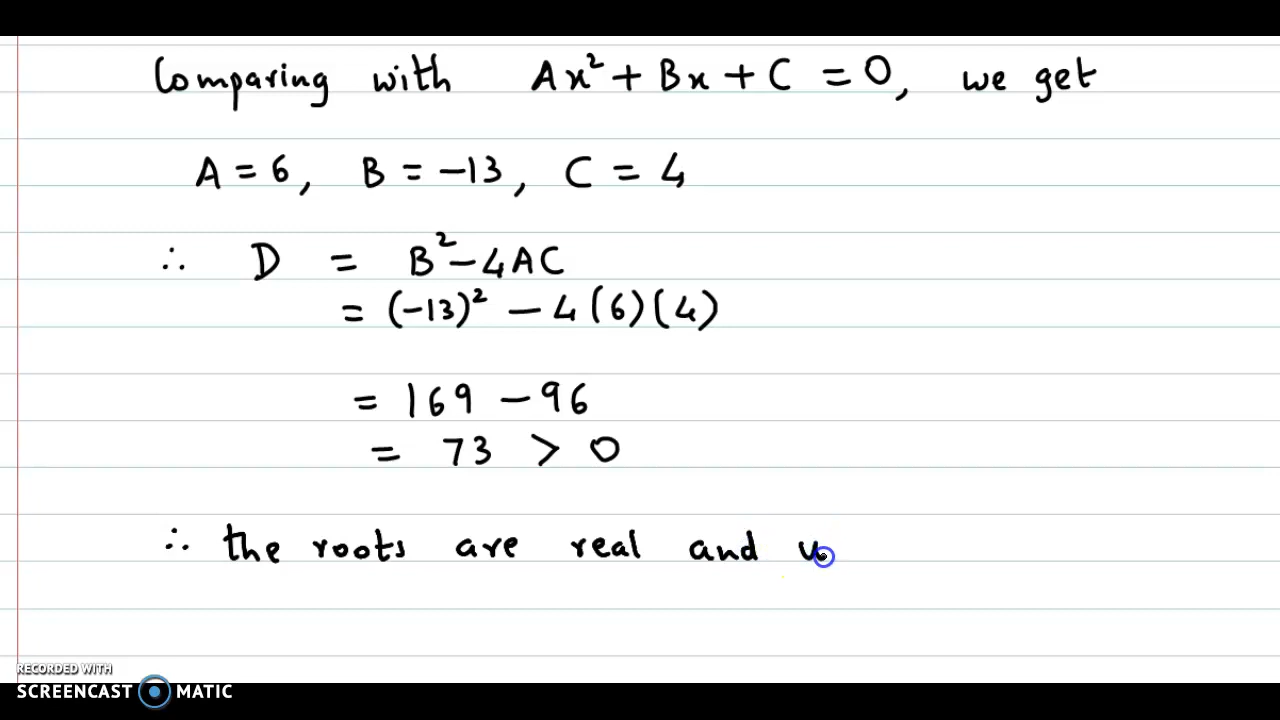 Comparing with Ax² + Bx + C = 0, we get
A = 6, B = -13, C = 4
∴ D = B² - 4AC
= (-13)² - 4(6)(4)
= 169 - 96
= 73 > 0
∴ the roots are real and
RECORDED WITH
SCREENCAST MATIC